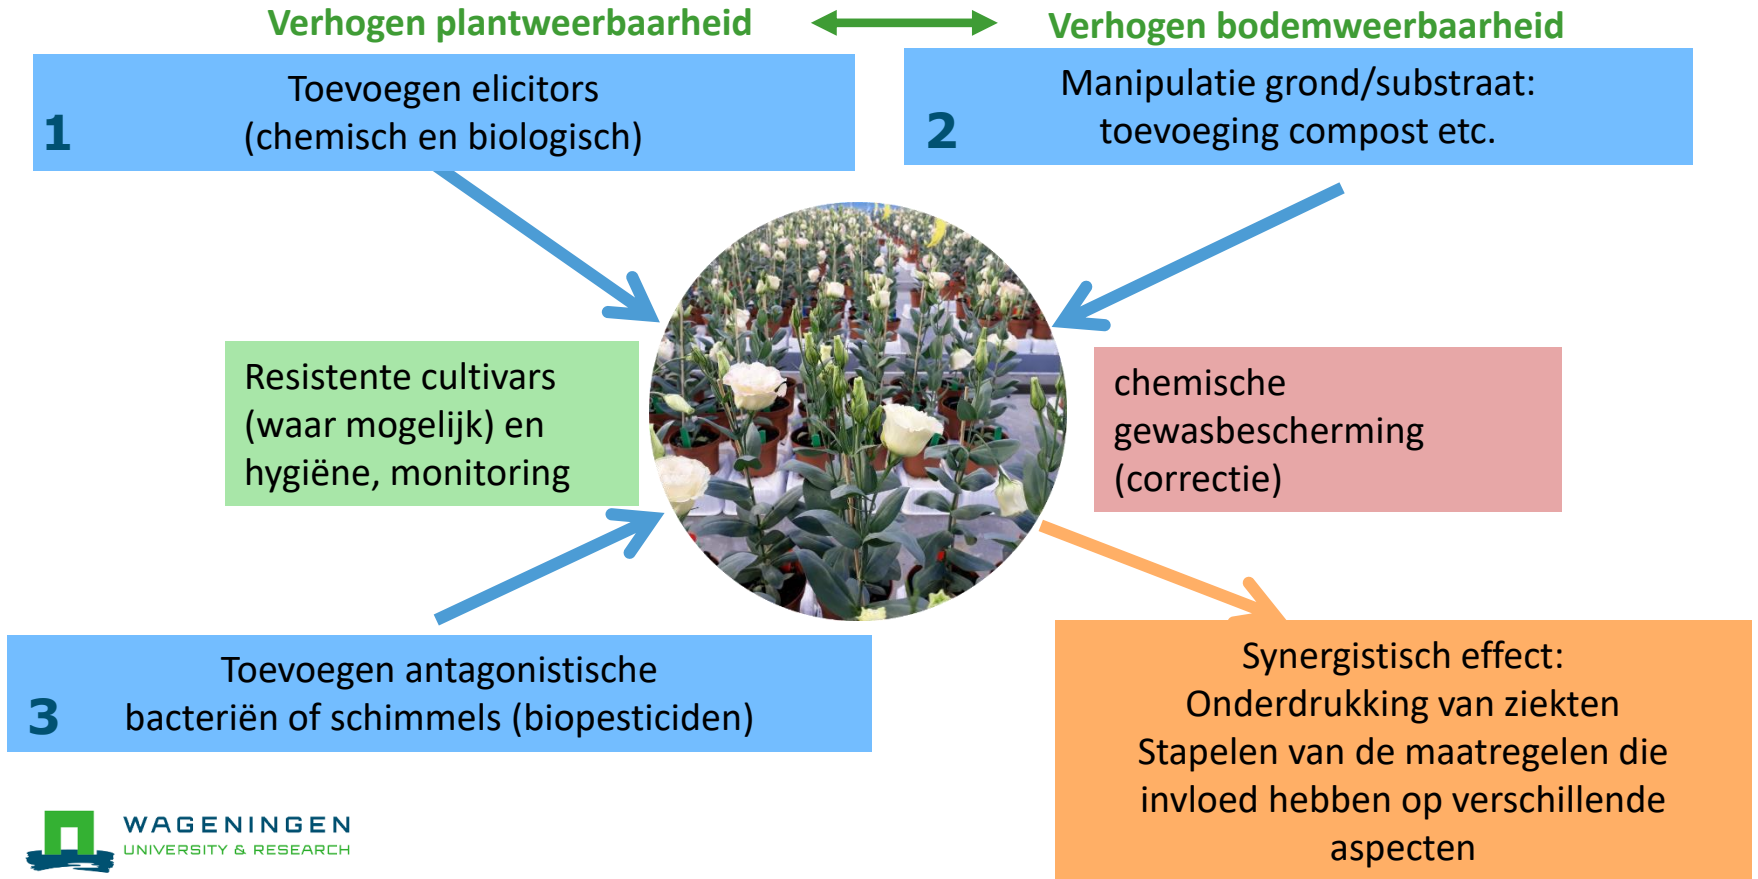 Verhogen plantweerbaarheid
Verhogen bodemweerbaarheid
1
Toevoegen elicitors
(chemisch en biologisch)
2
Manipulatie grond/substraat:
toevoeging compost etc.
Resistente cultivars
(waar mogelijk) en
hygiëne, monitoring
chemische
gewasbescherming
(correctie)
3
Toevoegen antagonistische
bacteriën of schimmels (biopesticiden)
Synergistisch effect:
Onderdrukking van ziekten
Stapelen van de maatregelen die
invloed hebben op verschillende
aspecten
WAGENINGEN
UNIVERSITY & RESEARCH